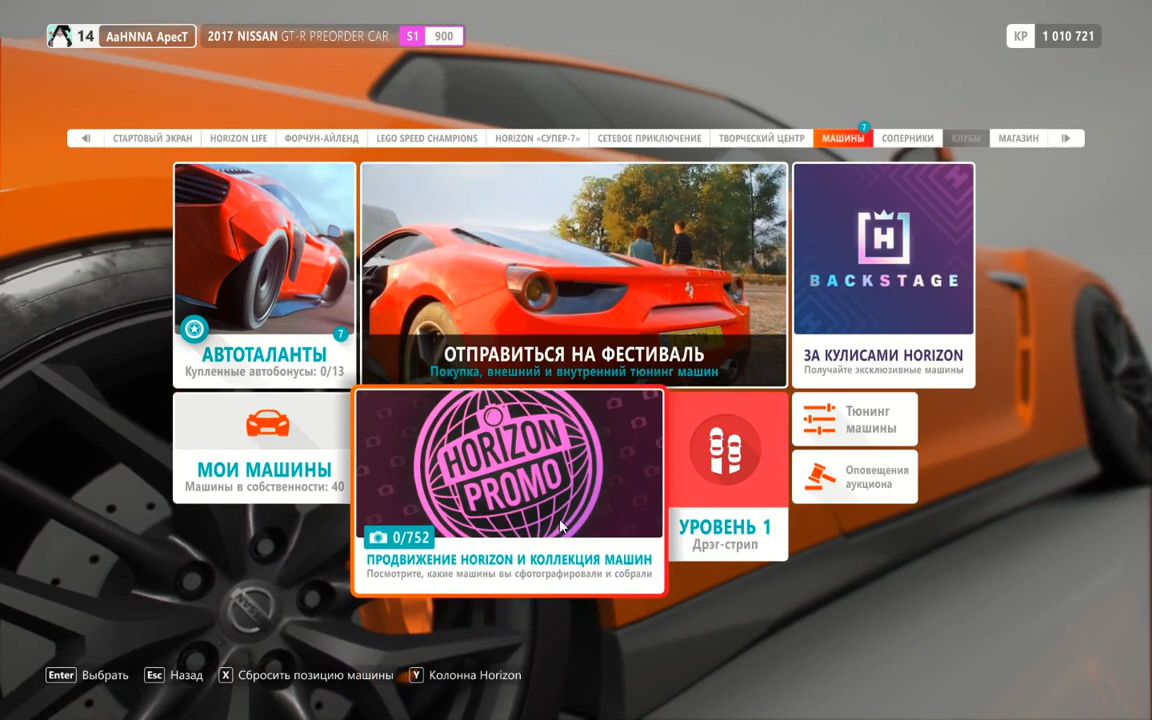 14 АаHNNA АресТ 2017 NISSAN GT-R PREORDER CAR S1 900
КР 1 010 721
СТАРТОВЫЙ ЭКРАН HORIZON LIFE ФОРЧУН-АЙЛЕНД LEGO SPEED CHAMPIONS HORIZON «СУПЕР-7» СЕТЕВОЕ ПРИКЛЮЧЕНИЕ ТВОРЧЕСКИЙ ЦЕНТР МАШИНЫ 7 СОПЕРНИКИ КЛУБЫ МАГАЗИН
7
АВТОТАЛАНТЫ
Купленные автобонусы: 0/13
ОТПРАВИТЬСЯ НА ФЕСТИВАЛЬ
Покупка, внешний и внутренний тюнинг машин
H
BACKSTAGE
ЗА КУЛИСАМИ HORIZON
Получайте эксклюзивные машины
МОИ МАШИНЫ
Машины в собственности: 40
HORIZON
PROMO
0/752
ПРОДВИЖЕНИЕ HORIZON И КОЛЛЕКЦИЯ МАШИН
Посмотрите, какие машины вы сфотографировали и собрали
УРОВЕНЬ 1
Дрэг-стрип
Тюнинг
машины
Оповещения
аукциона
NISSAN
Enter Выбрать Esc Назад X Сбросить позицию машины Y Колонна Horizon